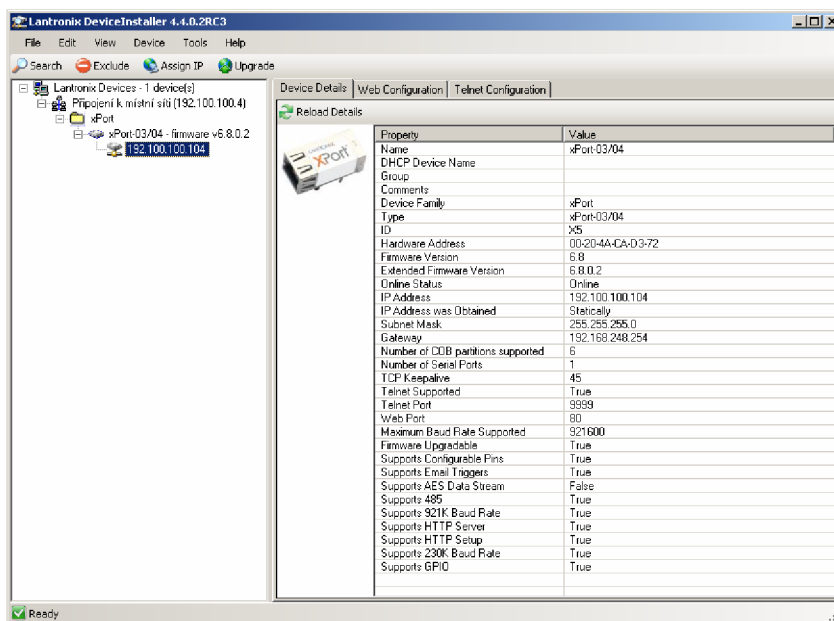 Lantronix DeviceInstaller 4.4.0.2RC3
File Edit View Device Tools Help
Search Exclude Assign IP Upgrade
Lantronix Devices - 1 device(s)
Připojení k místní síti (192.100.100.4)
xPort
xPort-03/04 - firmware v6.8.0.2
192.100.100.104
Device Details Web Configuration Telnet Configuration
Reload Details
LANTRONIX
XPort
Property Value
Name xPort-03/04
DHCP Device Name
Group
Comments
Device Family xPort
Type xPort-03/04
ID X5
Hardware Address 00-20-4A-CA-D3-72
Firmware Version 6.8
Extended Firmware Version 6.8.0.2
Online Status Online
IP Address 192.100.100.104
IP Address was Obtained Statically
Subnet Mask 255.255.255.0
Gateway 192.168.248.254
Number of COB partitions supported 6
Number of Serial Ports 1
TCP Keepalive 45
Telnet Supported True
Telnet Port 9999
Web Port 80
Maximum Baud Rate Supported 921600
Firmware Upgradable True
Supports Configurable Pins True
Supports Email Triggers True
Supports AES Data Stream False
Supports 485 True
Supports 921K Baud Rate True
Supports HTTP Server True
Supports HTTP Setup True
Supports 230K Baud Rate True
Supports GPIO True
Ready